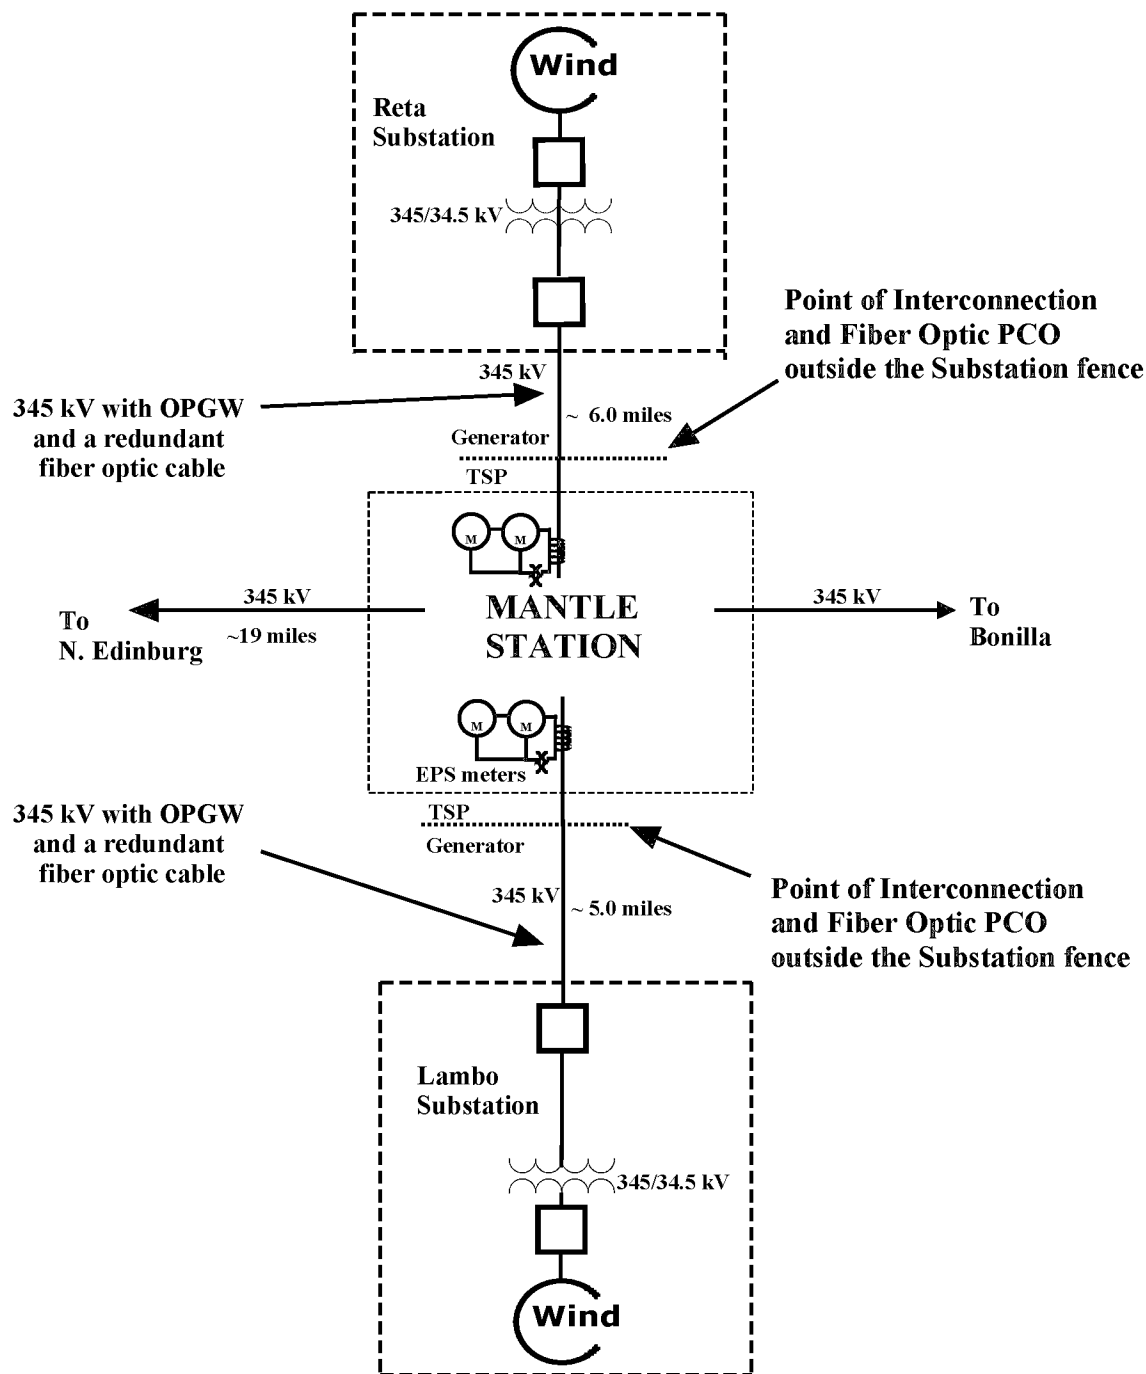 Wind
Reta
Substation
345/34.5 kV
Point of Interconnection
and Fiber Optic PCO
outside the Substation fence
345 kV
345 kV with OPGW
and a redundant
fiber optic cable
~ 6.0 miles
Generator
TSP
M M
345 kV
MANTLE
STATION
345 kV
To
N. Edinburg
~19 miles
To
Bonilla
M M
EPS meters
TSP
Generator
345 kV with OPGW
and a redundant
fiber optic cable
345 kV
~ 5.0 miles
Point of Interconnection
and Fiber Optic PCO
outside the Substation fence
Lambo
Substation
345/34.5 kV
Wind